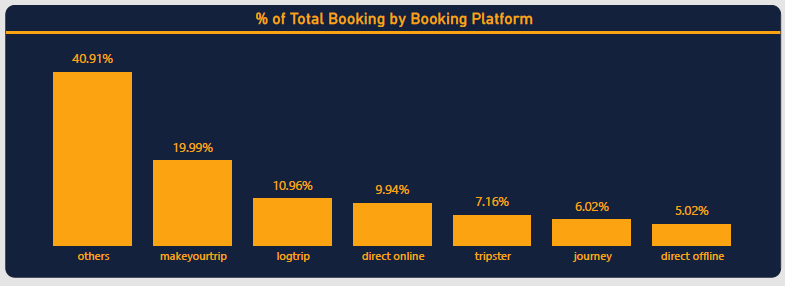 % of Total Booking by Booking Platform
40.91%
19.99%
10.96%
9.94%
7.16%
6.02%
5.02%
others
makeyourtrip
logtrip
direct online
tripster
journey
direct offline